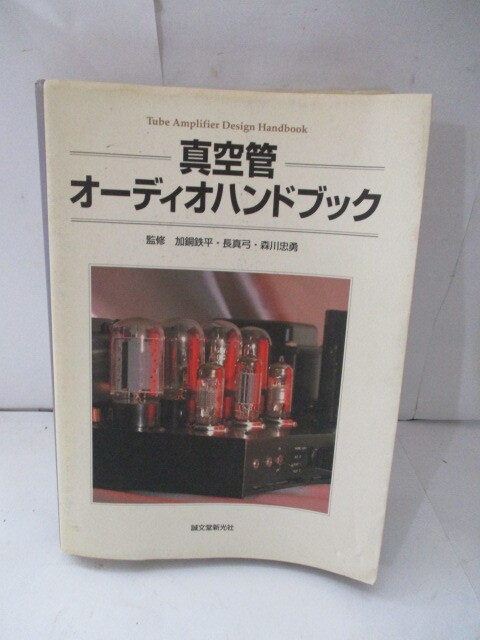 Tube Amplifier Design Handbook
真空管
オーディオハンドブック
監修 加銅鉄平・長真弓・森川忠勇
誠文堂新光社